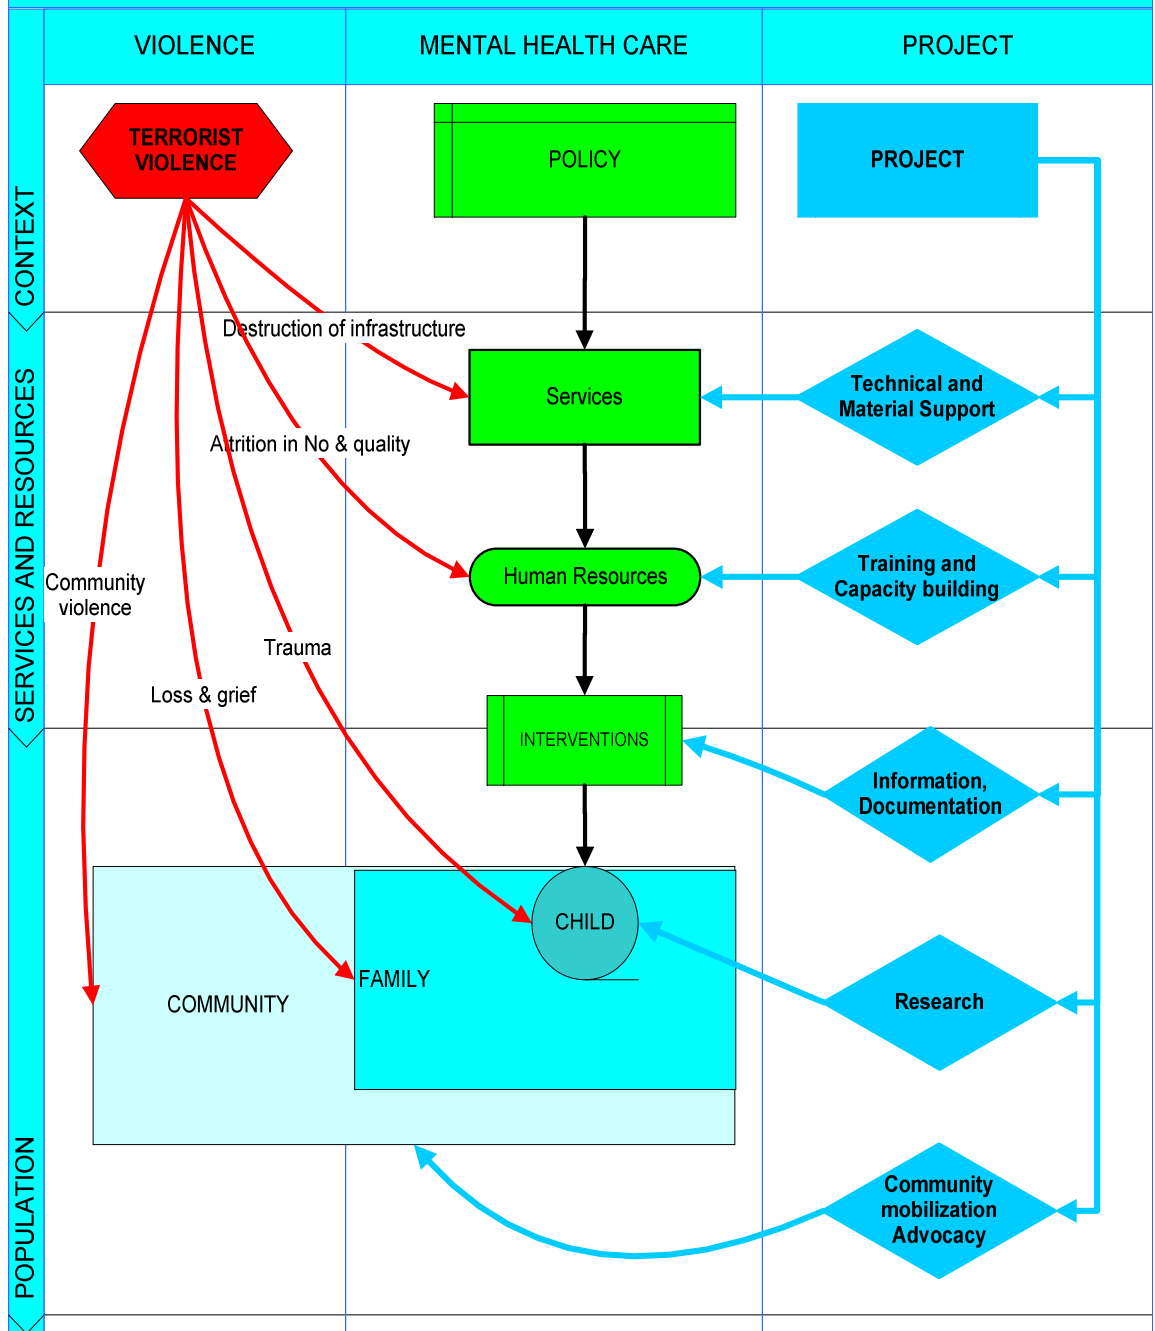 VIOLENCE
MENTAL HEALTH CARE
PROJECT
CONTEXT
TERRORIST
VIOLENCE
POLICY
PROJECT
SERVICES AND RESOURCES
Destruction of infrastructure
Services
Technical and
Material Support
Attrition in No & quality
Community
violence
Human Resources
Training and
Capacity building
Trauma
Loss & grief
INTERVENTIONS
Information,
Documentation
POPULATION
CHILD
FAMILY
COMMUNITY
Research
Community
mobilization
Advocacy